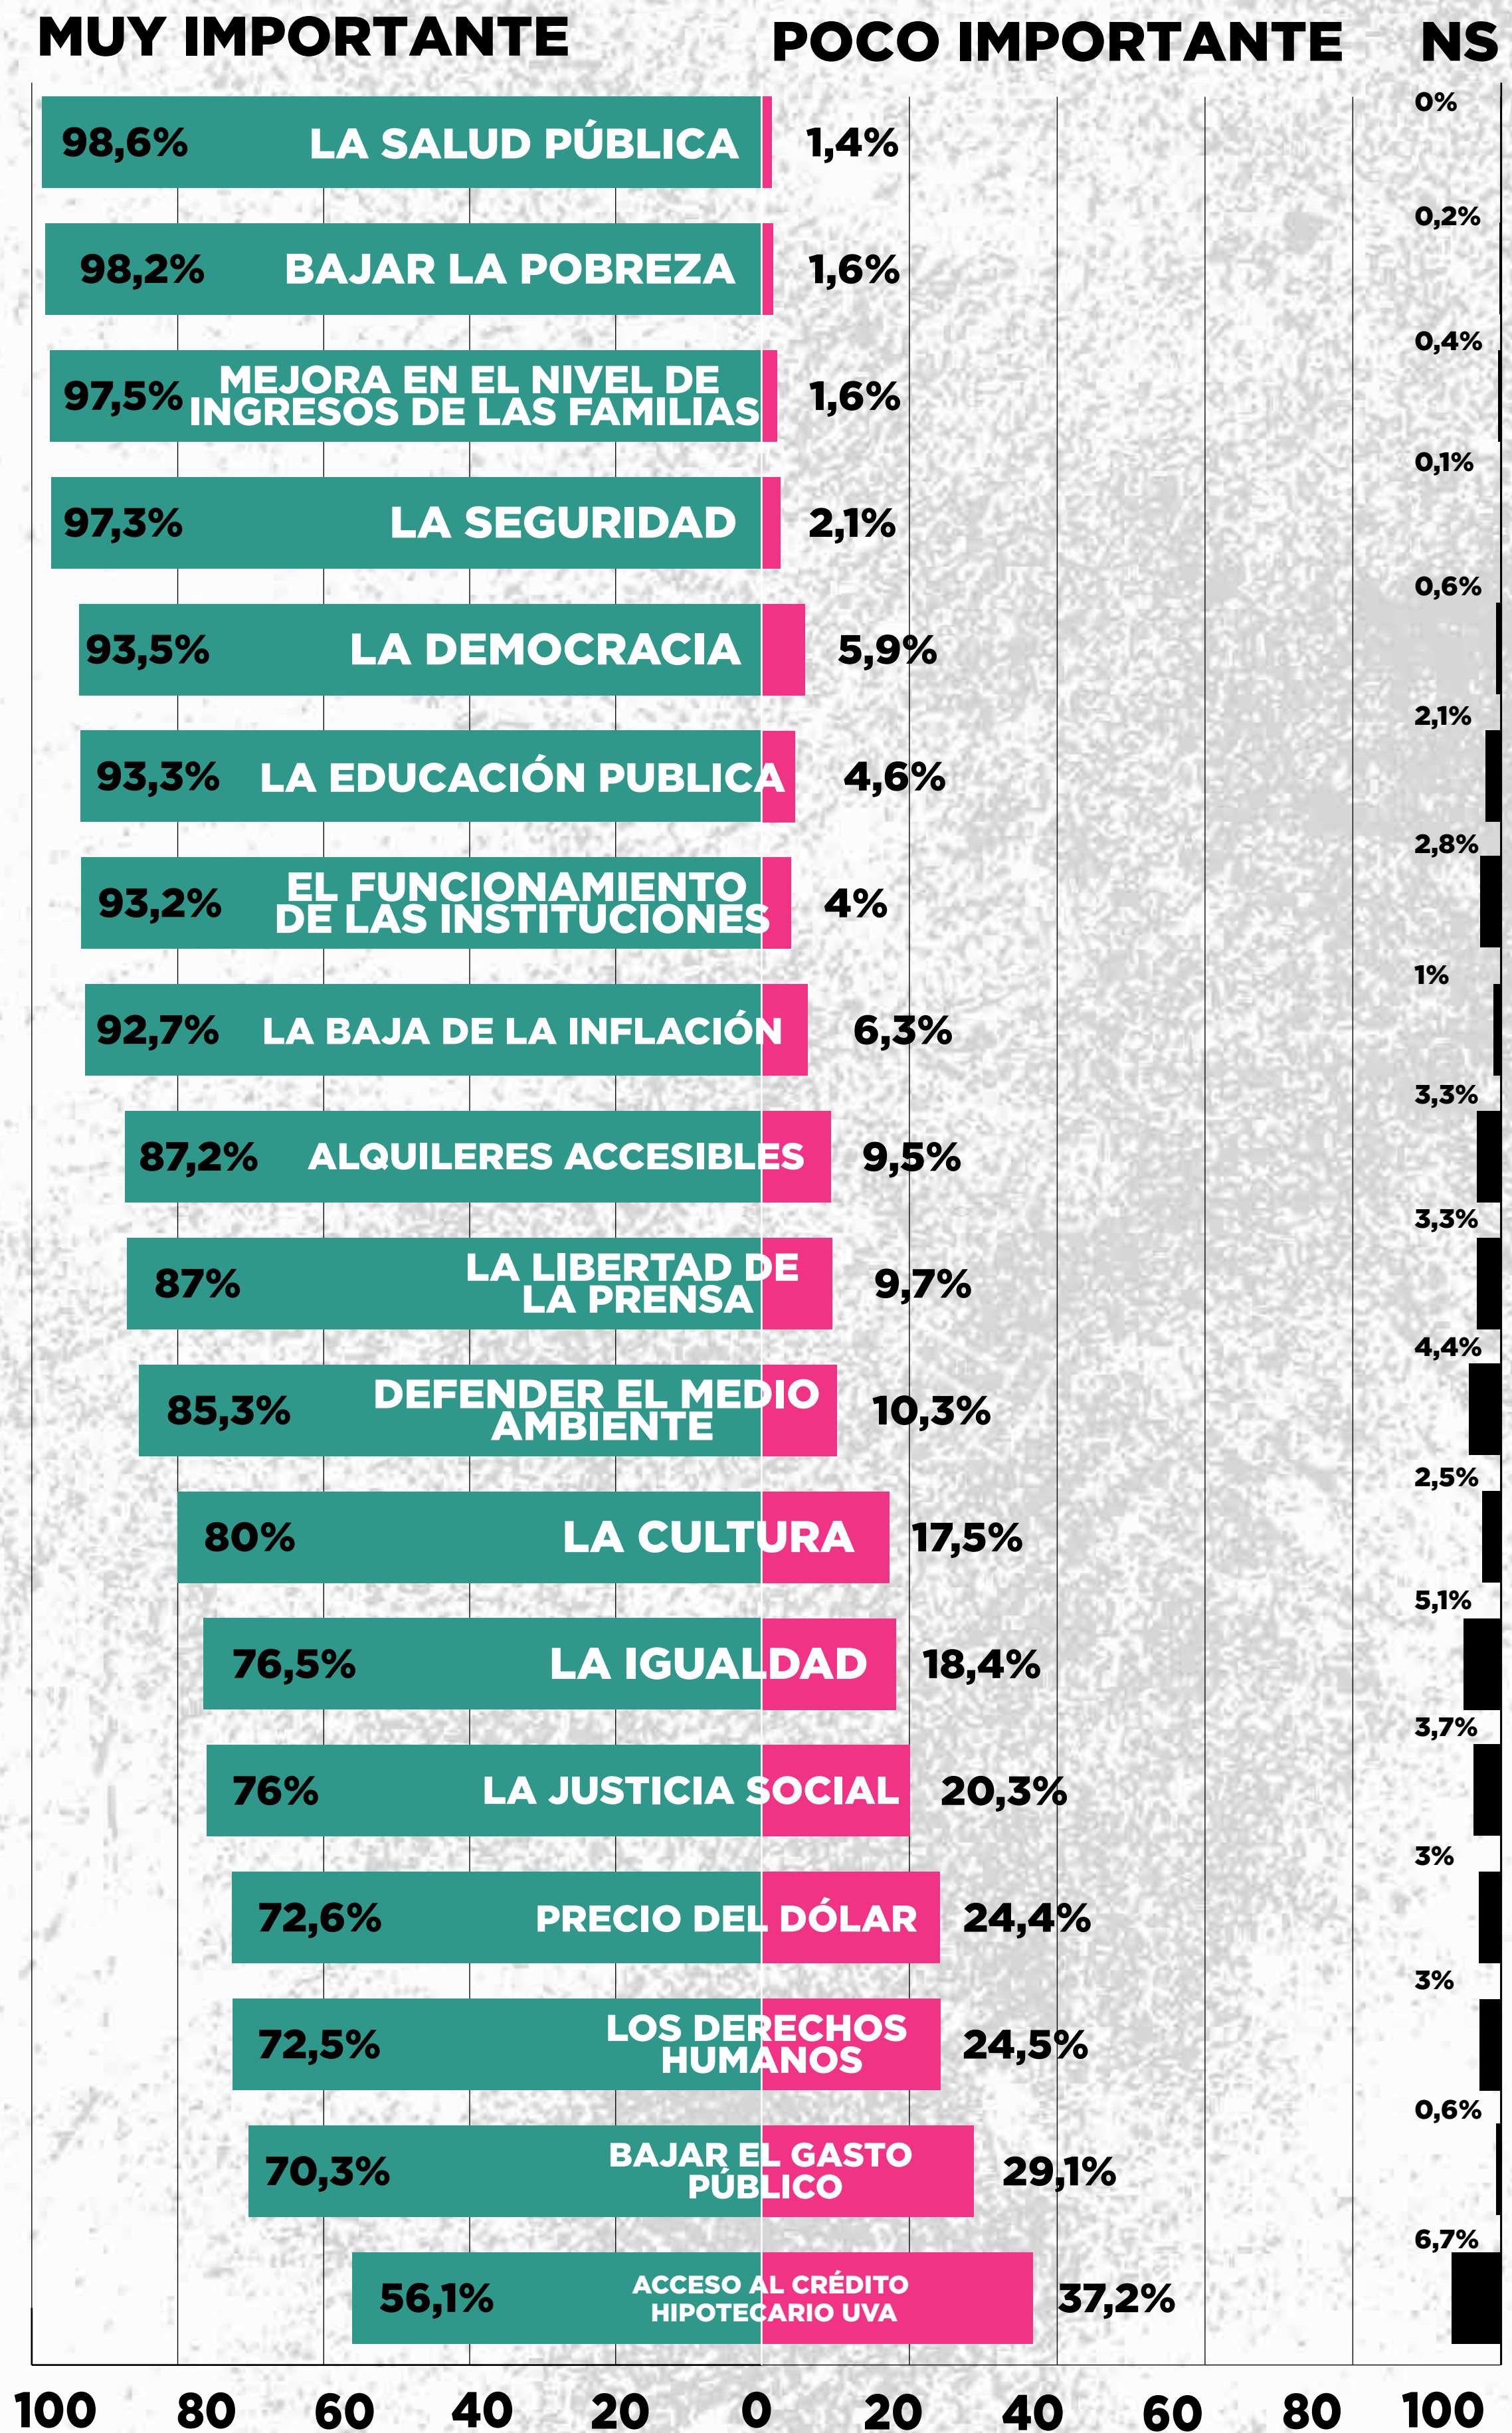 MUY IMPORTANTE
POCO IMPORTANTE
NS
98,6%
LA SALUD PÚBLICA
1,4%
0%
98,2%
BAJAR LA POBREZA
1,6%
0,2%
97,5%
MEJORA EN EL NIVEL DE
INGRESOS DE LAS FAMILIAS
1,6%
0,4%
97,3%
LA SEGURIDAD
2,1%
0,1%
93,5%
LA DEMOCRACIA
5,9%
0,6%
93,3%
LA EDUCACIÓN PUBLICA
4,6%
2,1%
93,2%
EL FUNCIONAMIENTO
DE LAS INSTITUCIONES
4%
2,8%
92,7%
LA BAJA DE LA INFLACIÓN
6,3%
1%
87,2%
ALQUILERES ACCESIBLES
9,5%
3,3%
87%
LA LIBERTAD DE
LA PRENSA
9,7%
3,3%
85,3%
DEFENDER EL MEDIO
AMBIENTE
10,3%
4,4%
80%
LA CULTURA
17,5%
2,5%
76,5%
LA IGUALDAD
18,4%
5,1%
76%
LA JUSTICIA SOCIAL
20,3%
3,7%
72,6%
PRECIO DEL DÓLAR
24,4%
3%
72,5%
LOS DERECHOS
HUMANOS
24,5%
3%
70,3%
BAJAR EL GASTO
PÚBLICO
29,1%
0,6%
56,1%
ACCESO AL CRÉDITO
HIPOTECARIO UVA
37,2%
6,7%
100 80 60 40 20 0 20 40 60 80 100